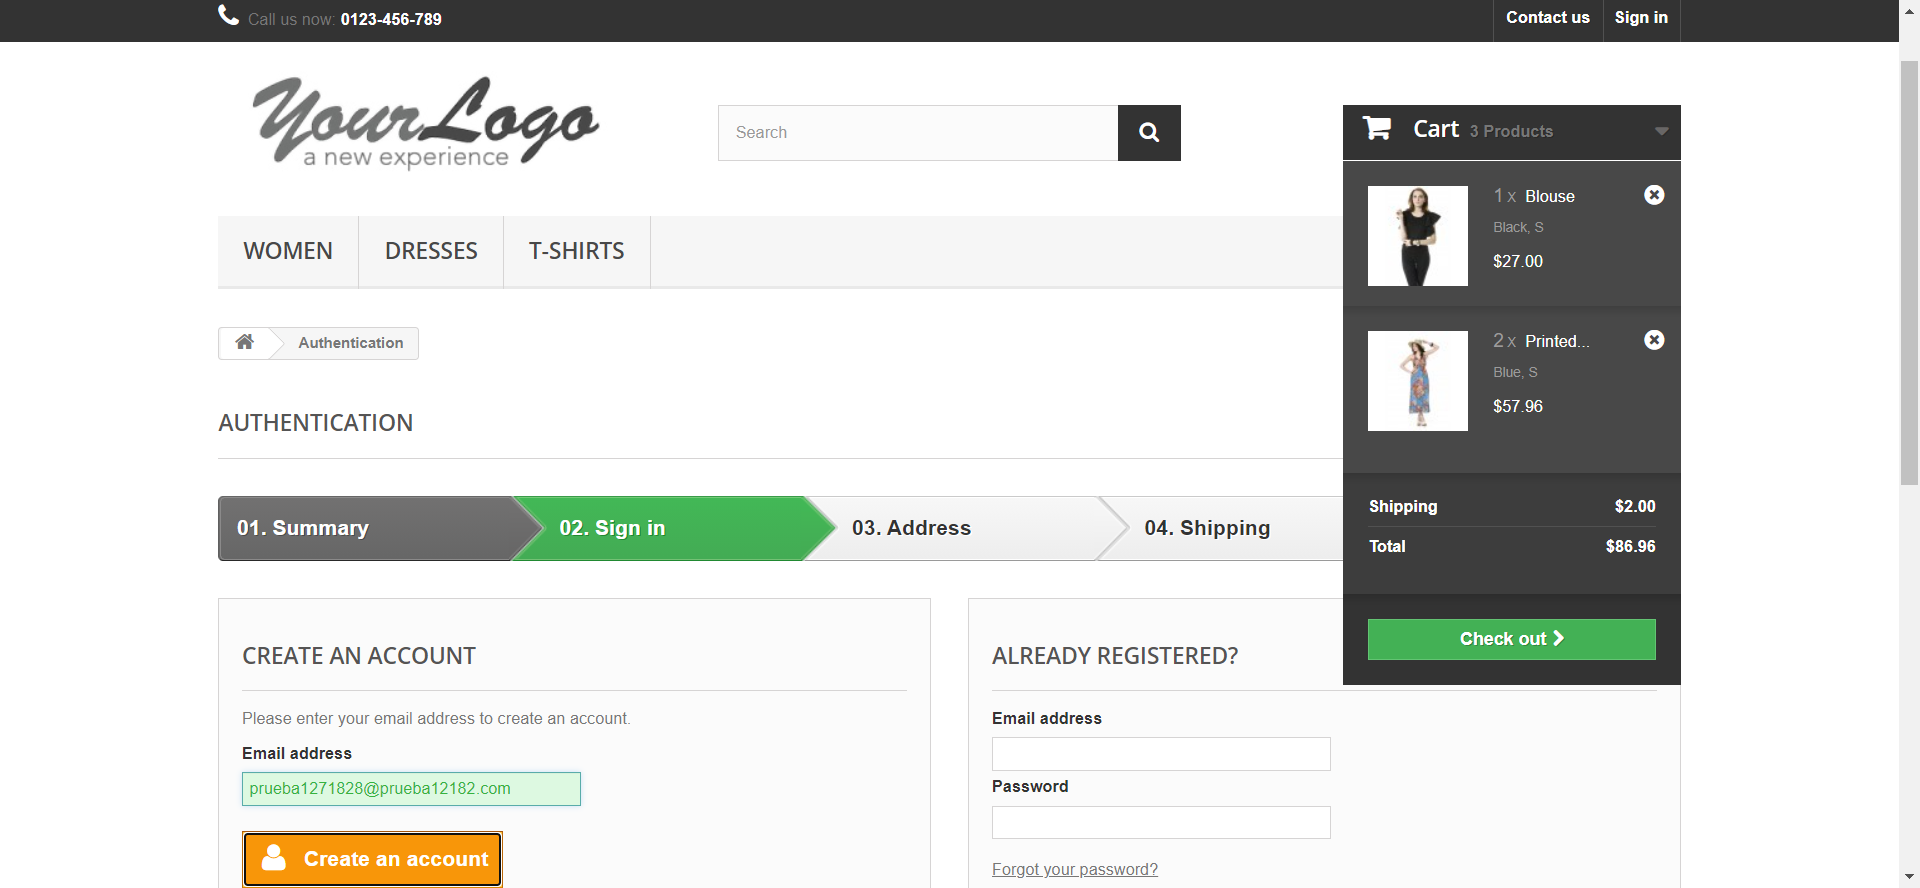 Call us now: 0123-456-789
Contact us
Sign in
YourLogo
a new experience
Search
Cart 3 Products
1 x Blouse
Black, S
$27.00
WOMEN
DRESSES
T-SHIRTS
2 x Printed...
Blue, S
$57.96
Authentication
AUTHENTICATION
Shipping $2.00
Total $86.96
01. Summary
02. Sign in
03. Address
04. Shipping
Check out
CREATE AN ACCOUNT
Please enter your email address to create an account.
Email address
prueba1271828@prueba12182.com
Create an account
ALREADY REGISTERED?
Email address
Password
Forgot your password?